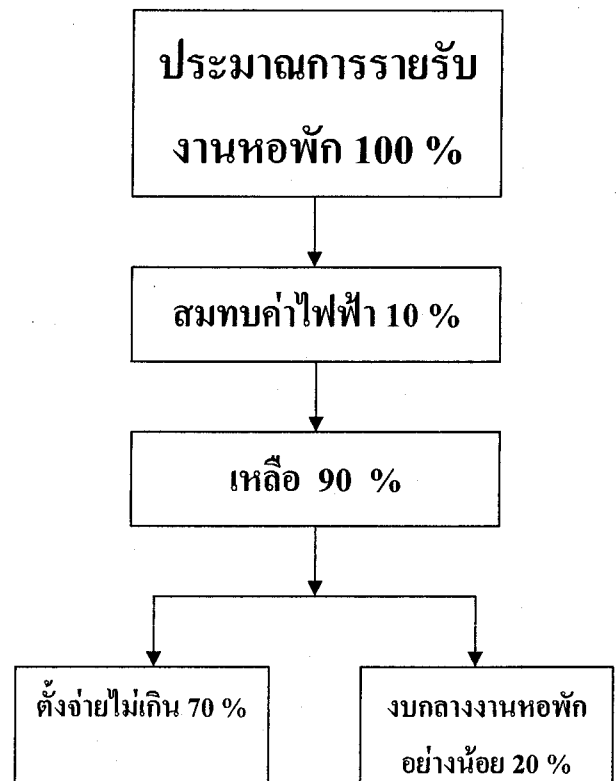 ประมาณการรายรับ
งานหอพัก 100 %
สมทบค่าไฟฟ้า 10 %
เหลือ 90 %
ตั้งจ่ายไม่เกิน 70 %
งบกลางงานหอพัก
อย่างน้อย 20 %